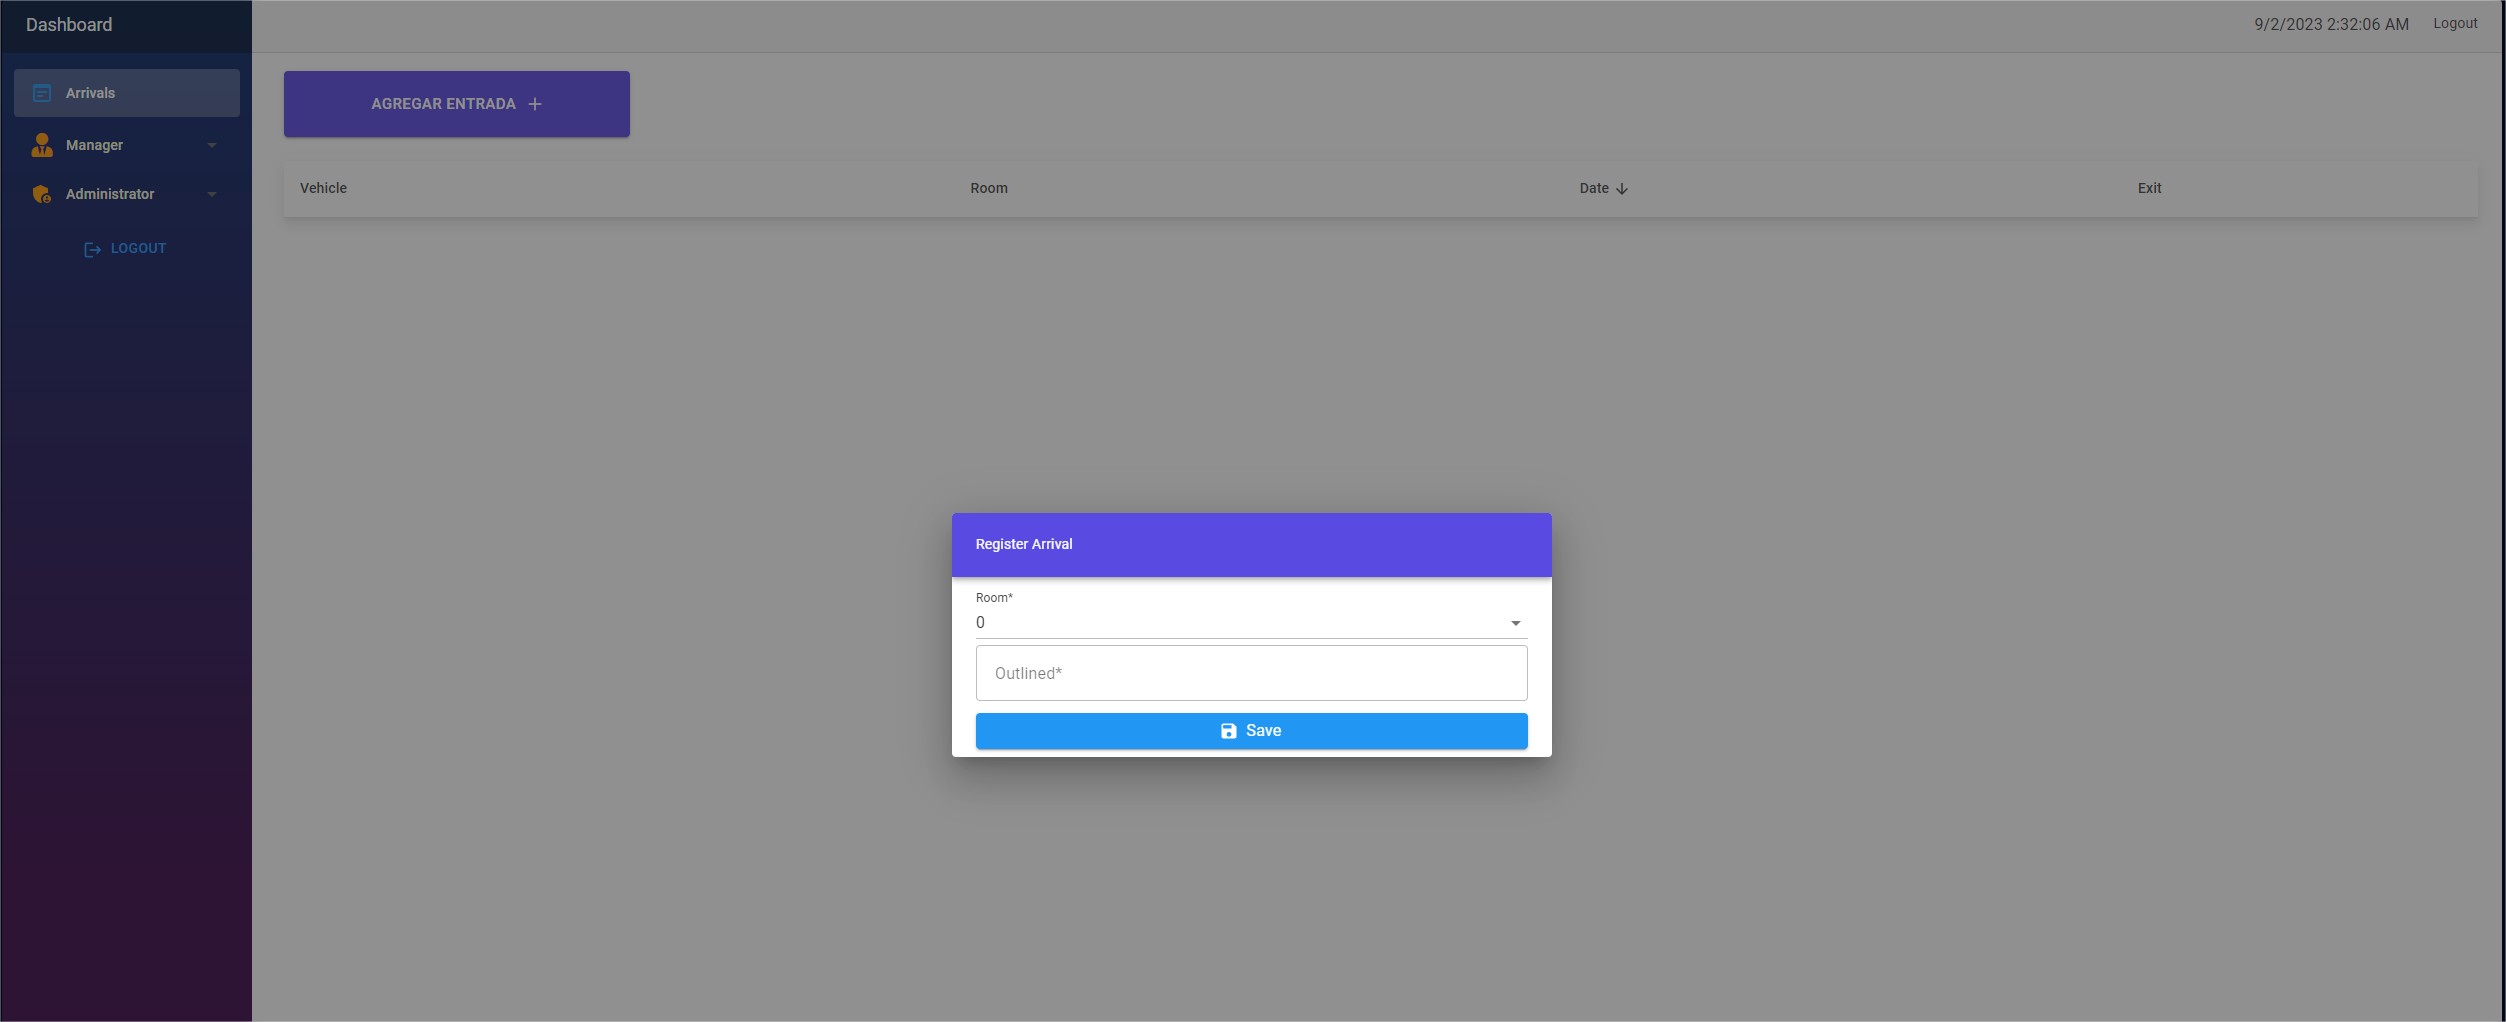 Dashboard
9/2/2023 2:32:06 AM Logout
Arrivals
Manager
Administrator
LOGOUT
AGREGAR ENTRADA
Vehicle Room Date Exit
Register Arrival
Room*
0
Outlined*
Save